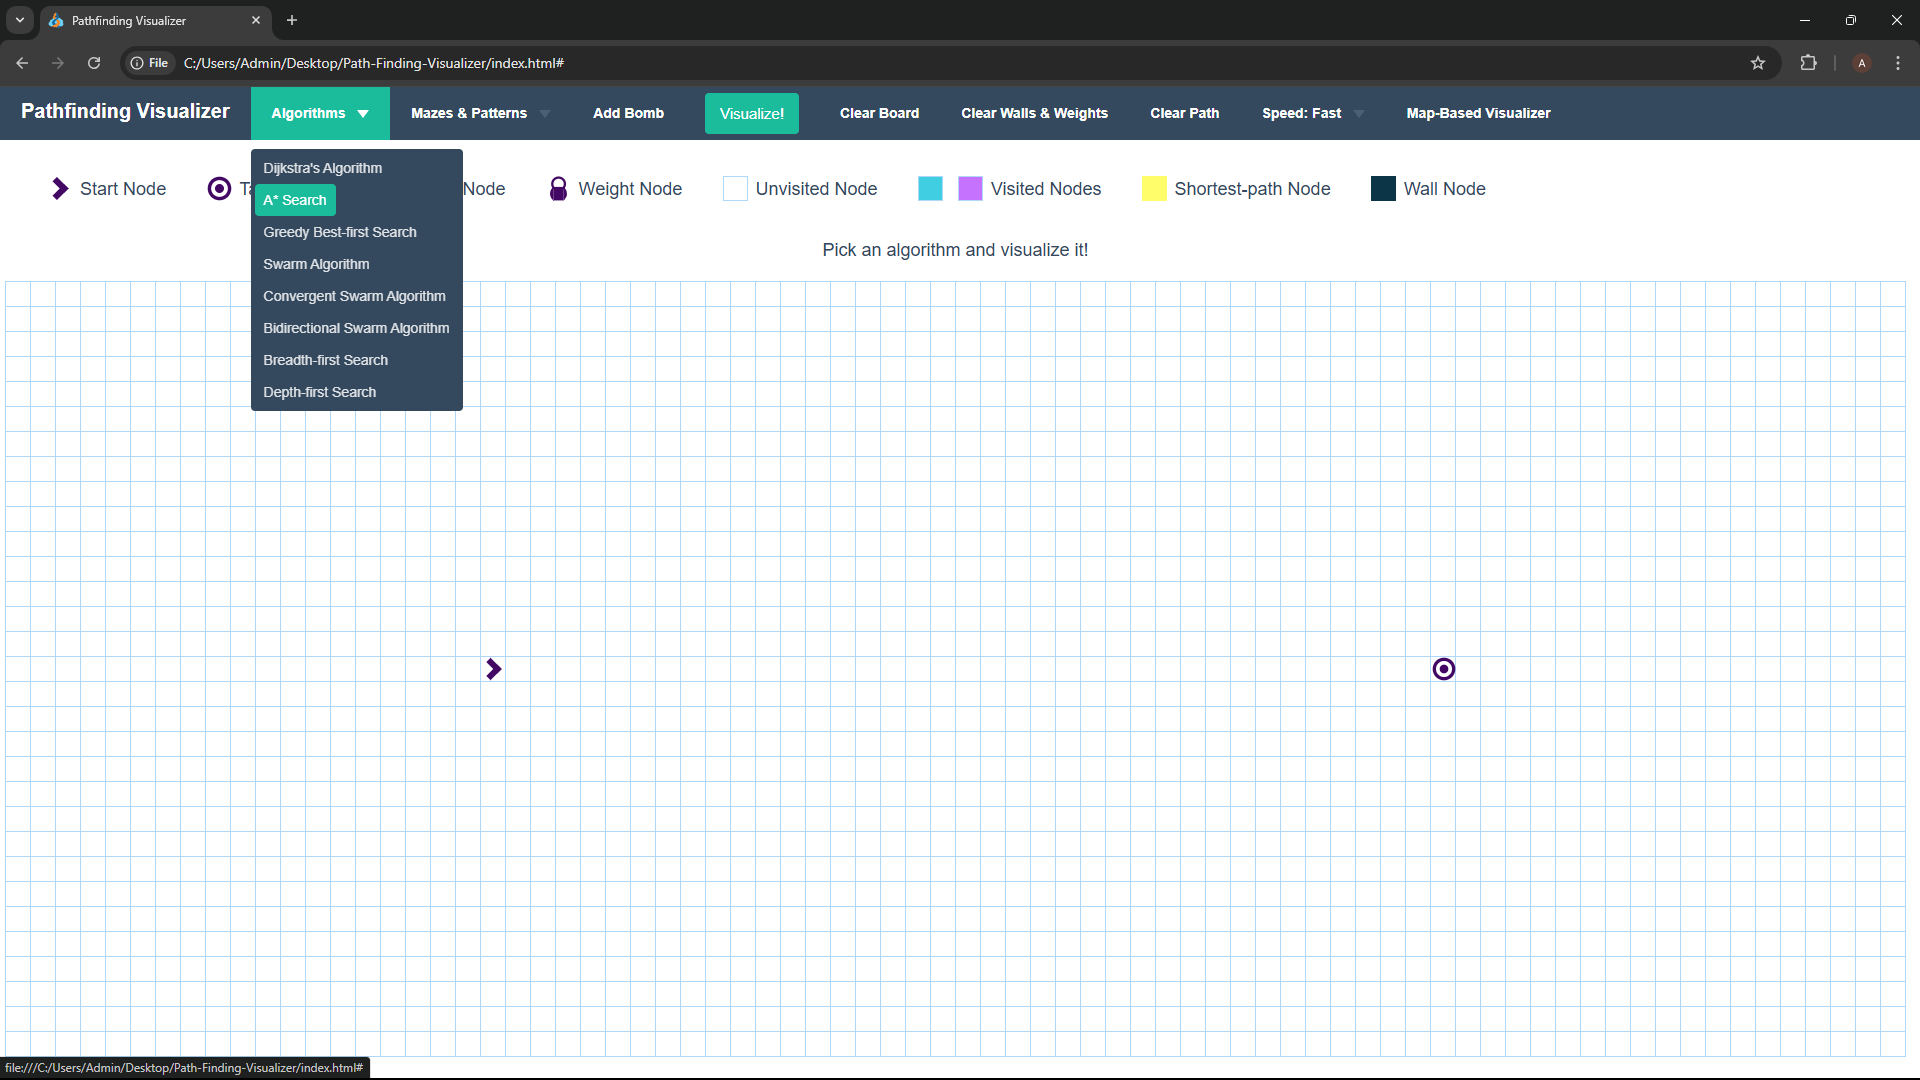 Pathfinding Visualizer
File C:/Users/Admin/Desktop/Path-Finding-Visualizer/index.html#
A
Pathfinding Visualizer Algorithms Mazes & Patterns Add Bomb Visualize! Clear Board Clear Walls & Weights Clear Path Speed: Fast Map-Based Visualizer
Start Node Node Weight Node Unvisited Node Visited Nodes Shortest-path Node Wall Node
Dijkstra's Algorithm
A* Search
Greedy Best-first Search
Swarm Algorithm
Convergent Swarm Algorithm
Bidirectional Swarm Algorithm
Breadth-first Search
Depth-first Search
Pick an algorithm and visualize it!
file:///C:/Users/Admin/Desktop/Path-Finding-Visualizer/index.html#